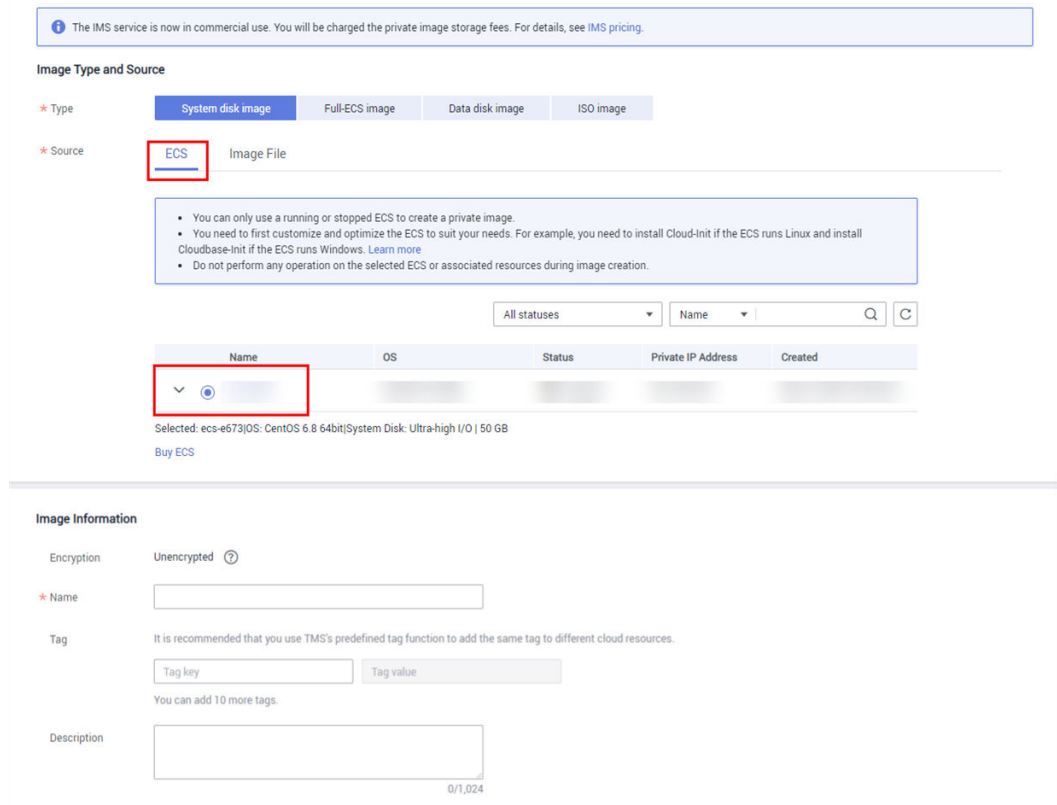 The IMS service is now in commercial use. You will be charged the private image storage fees. For details, see IMS pricing.
Image Type and Source
* Type
System disk image
Full-ECS image
Data disk image
ISO image
* Source
ECS
Image File
• You can only use a running or stopped ECS to create a private image.
• You need to first customize and optimize the ECS to suit your needs. For example, you need to install Cloud-Init if the ECS runs Linux and install
Cloudbase-Init if the ECS runs Windows. Learn more
• Do not perform any operation on the selected ECS or associated resources during image creation.
All statuses
Name
Name
OS
Status
Private IP Address
Created
Selected: ecs-e673|OS: CentOS 6.8 64bit|System Disk: Ultra-high I/O | 50 GB
Buy ECS
Image Information
Encryption
Unencrypted
* Name
Tag
It is recommended that you use TMS's predefined tag function to add the same tag to different cloud resources.
Tag key
Tag value
You can add 10 more tags.
Description
0/1,024